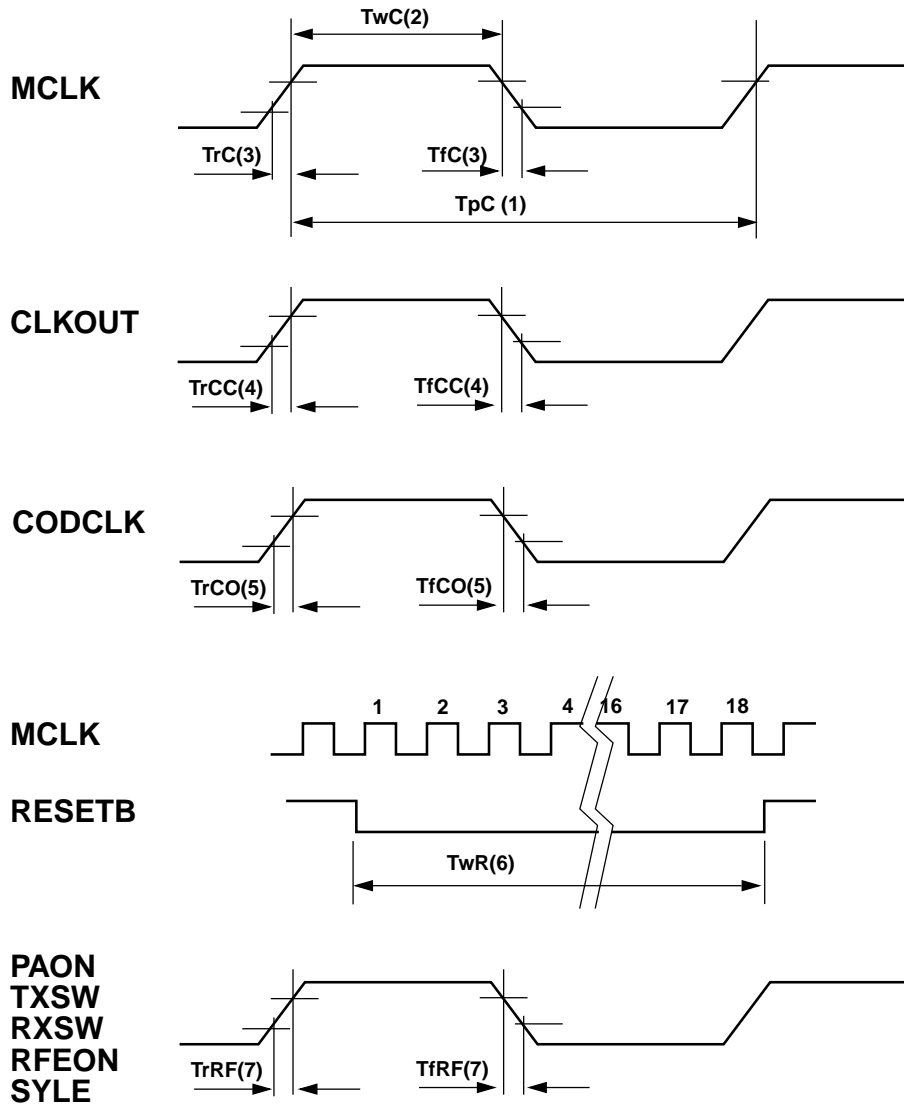 TwC(2)
MCLK
TrC(3)
TfC(3)
TpC (1)
CLKOUT
TrCC(4)
TfCC(4)
CODCLK
TrCO(5)
TfCO(5)
1 2 3 4 16 17 18
MCLK
RESETB
TwR(6)
PAON
TXSW
RXSW
RFEON
SYLE
TrRF(7)
TfRF(7)